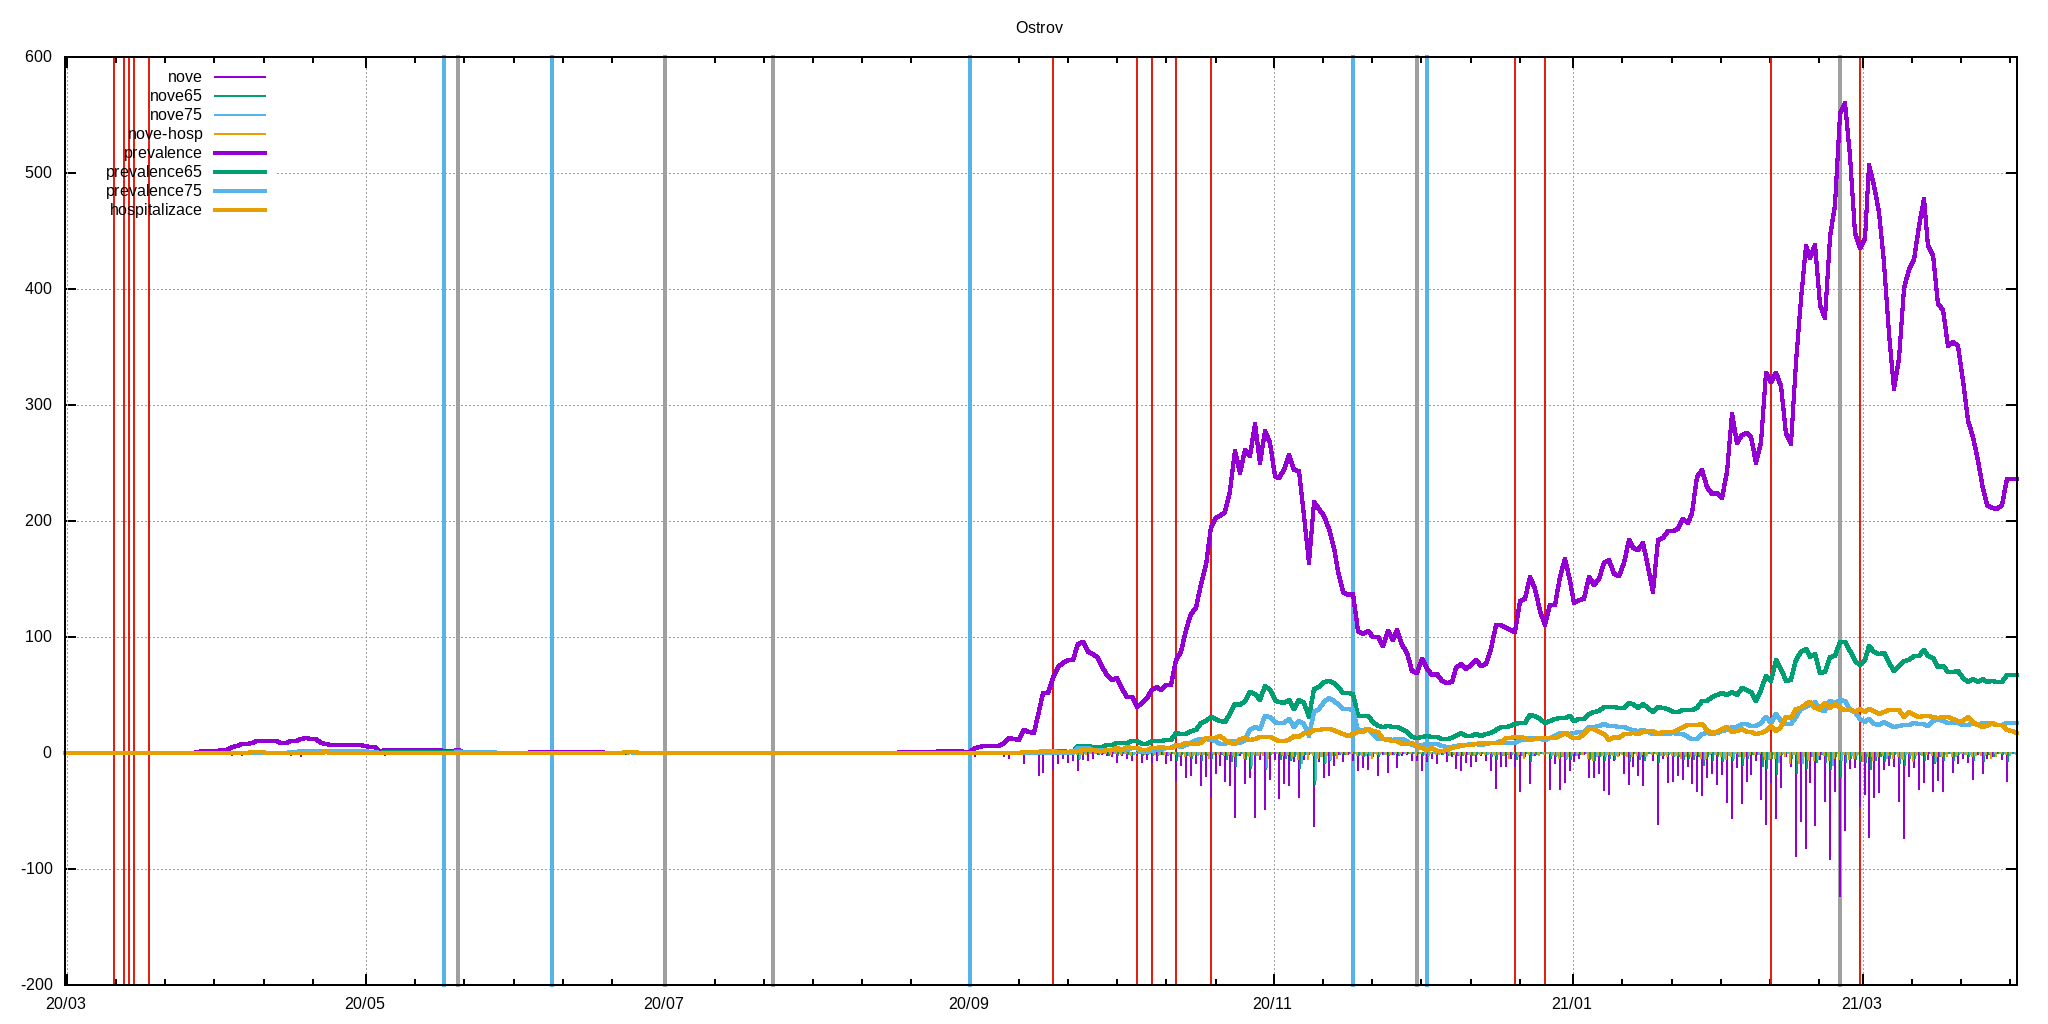 Ostrov
600
500
400
300
200
100
0
-100
-200
nove
nove65
nove75
nove-hosp
prevalence
prevalence65
prevalence75
hospitalizace
20/03 20/05 20/07 20/09 20/11 21/01 21/03